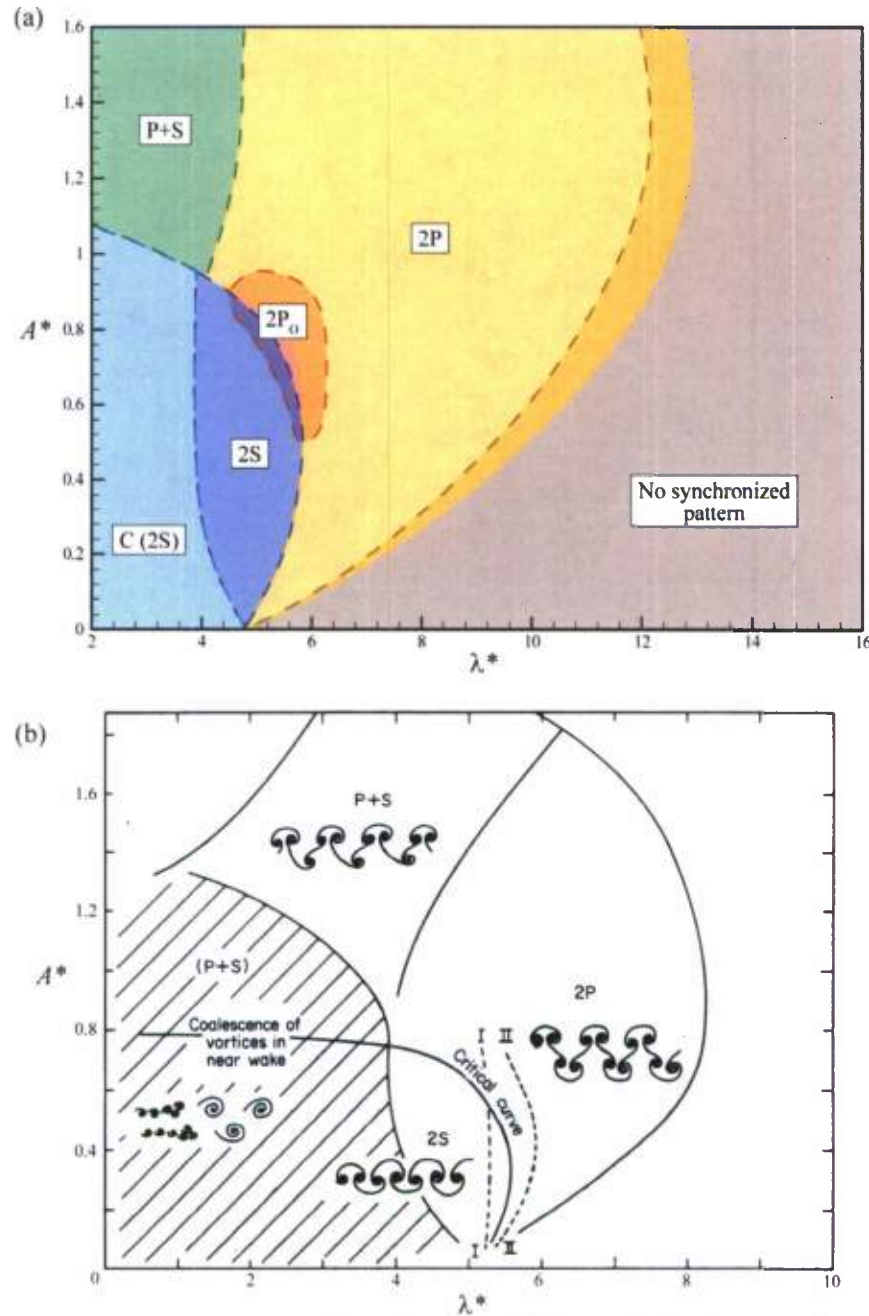 (a)
1.6
1.4
1.2
1
0.8
0.6
0.4
0.2
0
A*
P+S
2P
2P₀
2S
C (2S)
No synchronized
pattern
2
4
6
8
10
12
14
16
λ*
(b)
1.6
1.2
0.8
0.4
0
A*
P+S
(P+S)
Coalescence of
vortices in
near wake
2P
I
II
Critical curve
2S
I
II
0
2
4
6
8
10
λ*